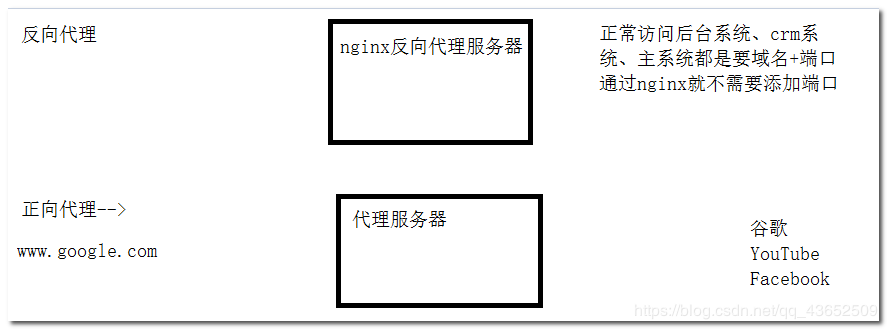 反向代理
nginx反向代理服务器
正常访问后台系统、crm系
统、主系统都是要域名+端口
通过nginx就不需要添加端口
正向代理-->
www.google.com
代理服务器
谷歌
YouTube
Facebook
https://blog.csdn.net/qq_43652509